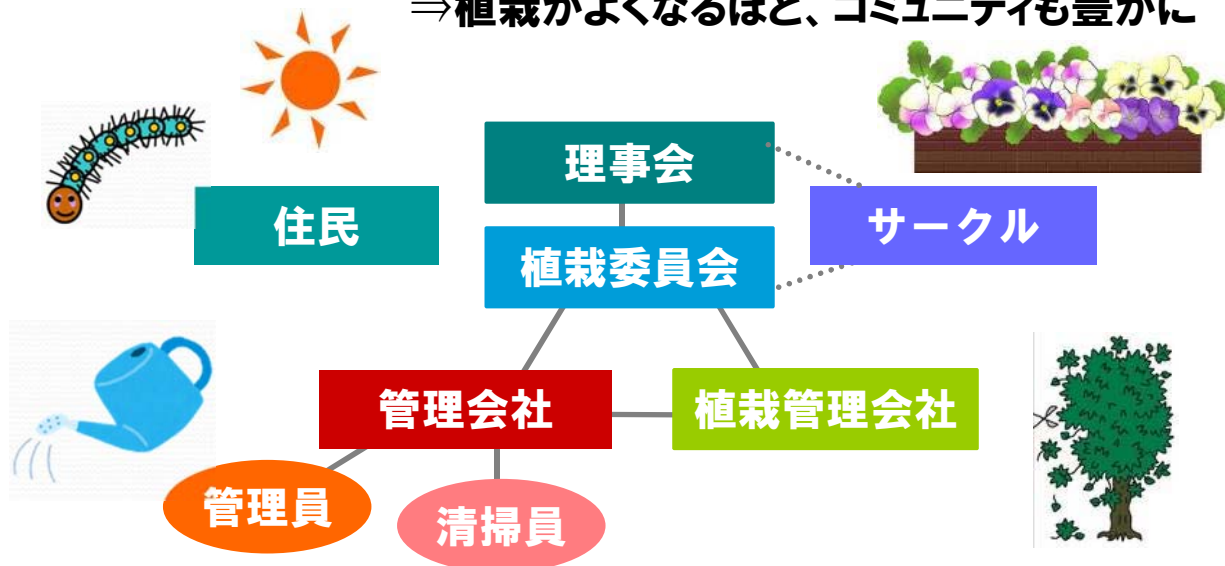 ⇒植栽がよくなるほど、コミュニティも豊かに
理事会
住民
サークル
植栽委員会
管理会社
植栽管理会社
管理員
清掃員